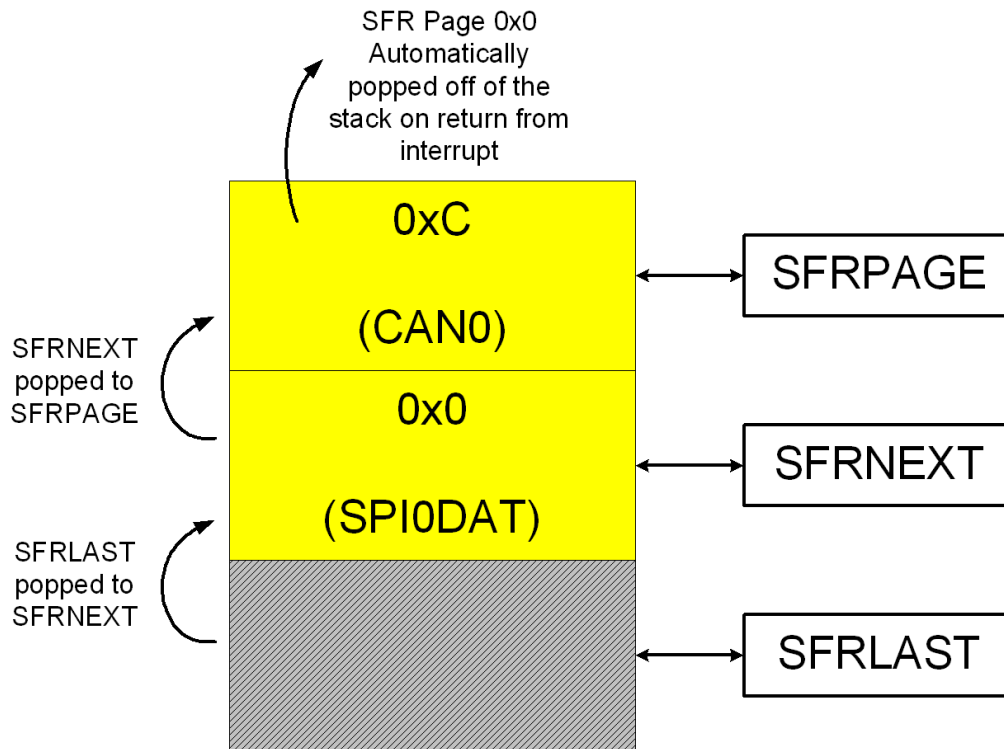 SFR Page 0x0
Automatically
popped off of the
stack on return from
interrupt
0xC
(CAN0)
SFRPAGE
SFRNEXT
popped to
SFRPAGE
0x0
(SPI0DAT)
SFRNEXT
SFRLAST
popped to
SFRNEXT
SFRLAST